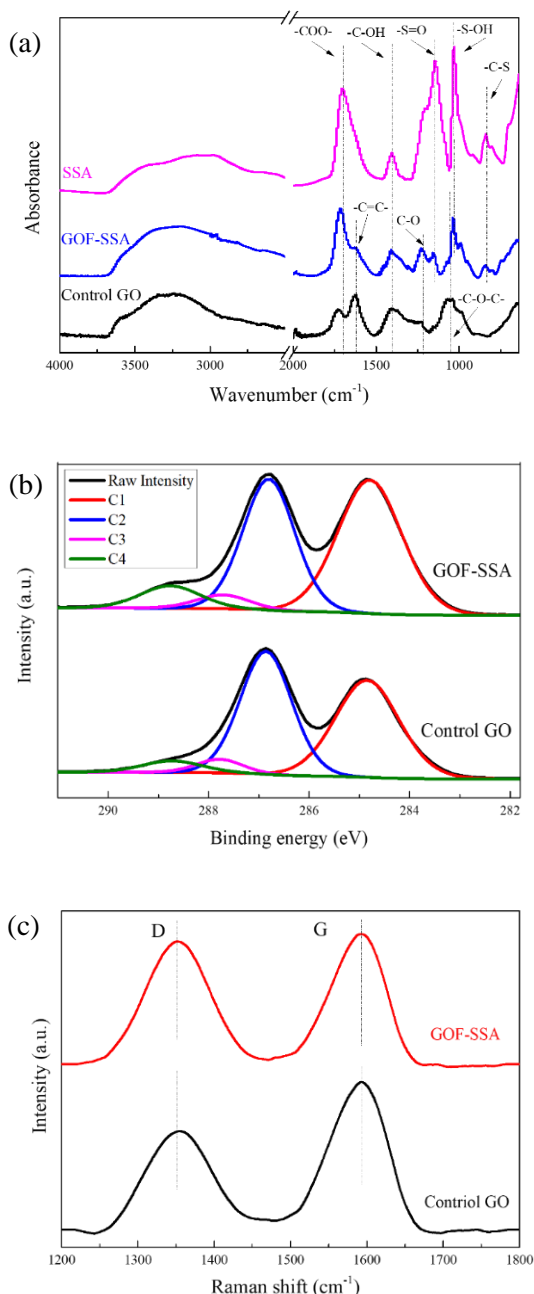 (a)
-COO-
-C-OH
-S=O
-S-OH
-C-S
SSA
-C=C-
C-O
GOF-SSA
Control GO
-C-O-C-
Absorbance
4000 3500 3000 2000 1500 1000
Wavenumber (cm⁻¹)
(b)
Raw Intensity
C1
C2
C3
C4
GOF-SSA
Control GO
Intensity (a.u.)
290 288 286 284 282
Binding energy (eV)
(c)
D
G
GOF-SSA
Contriol GO
Intensity (a.u.)
1200 1300 1400 1500 1600 1700 1800
Raman shift (cm⁻¹)